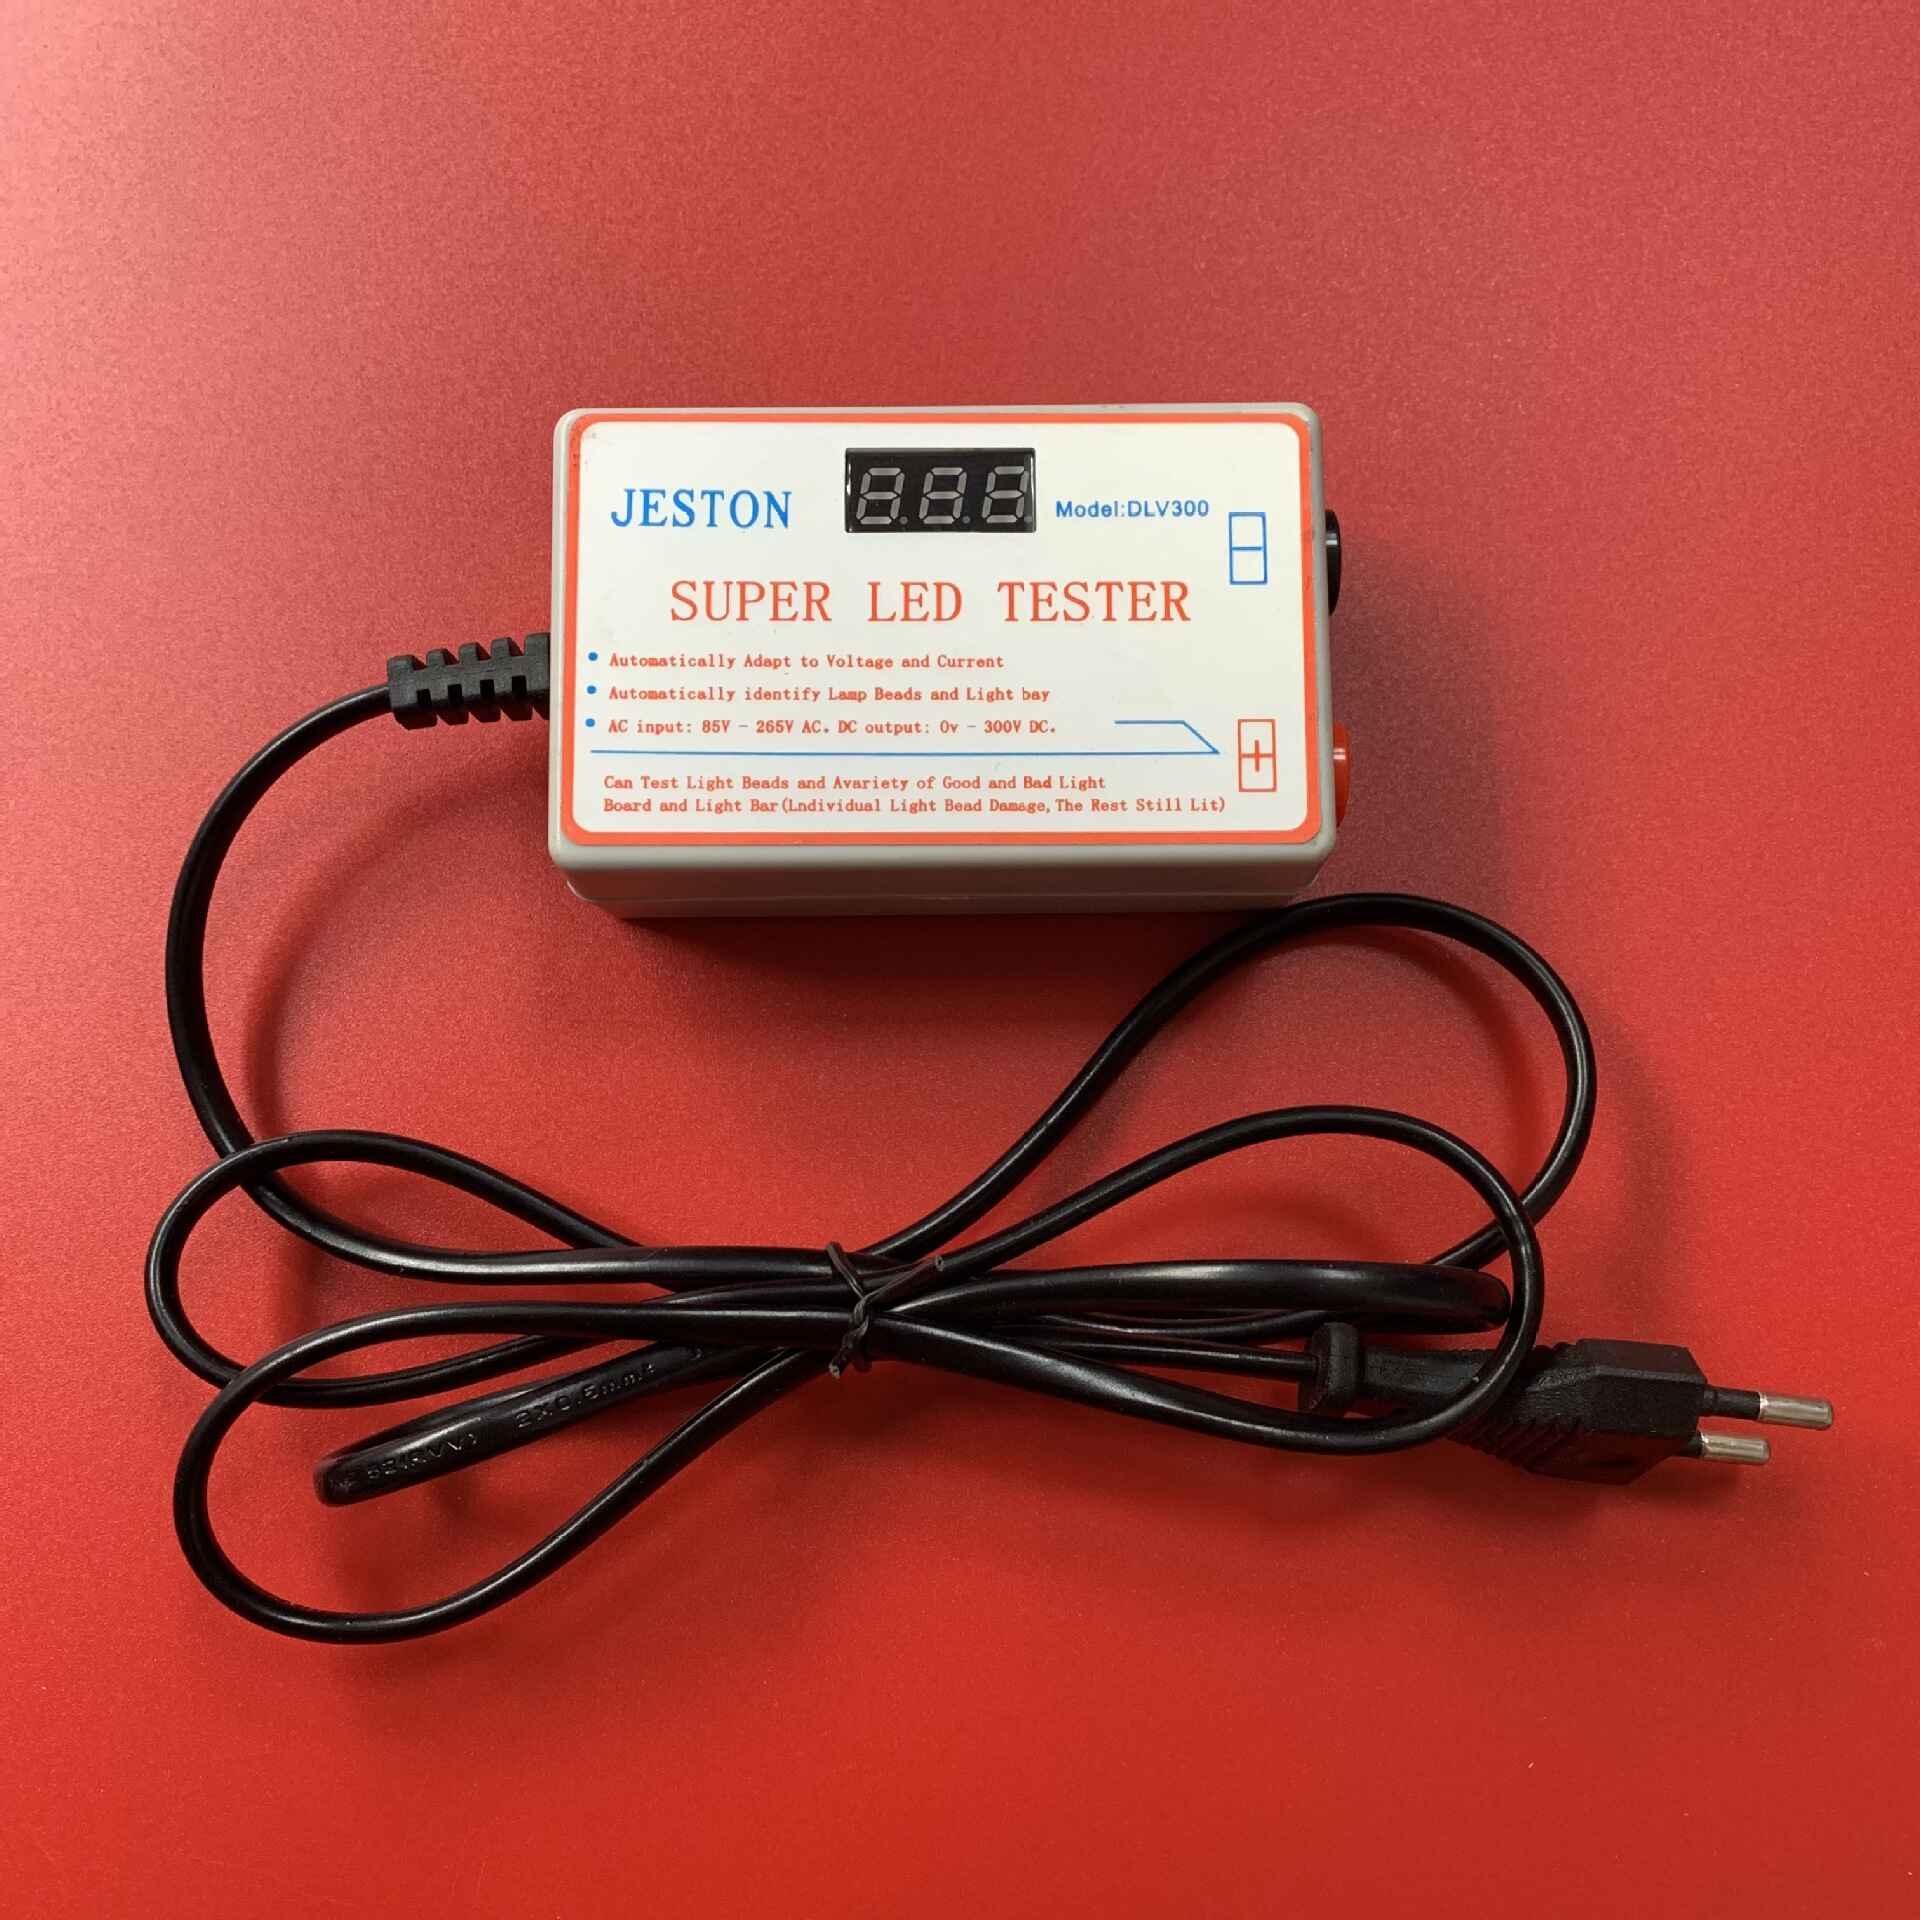 JESTON
Model:DLV300
SUPER LED TESTER
Automatically Adapt to Voltage and Current
Automatically identify Lamp Beads and Light bay
AC input: 85V - 265V AC. DC output: 0v - 300V DC.
Can Test Light Beads and Avariety of Good and Bad Light
Board and Light Bar(Lndividual Light Bead Damage, The Rest Still Lit)
−
+